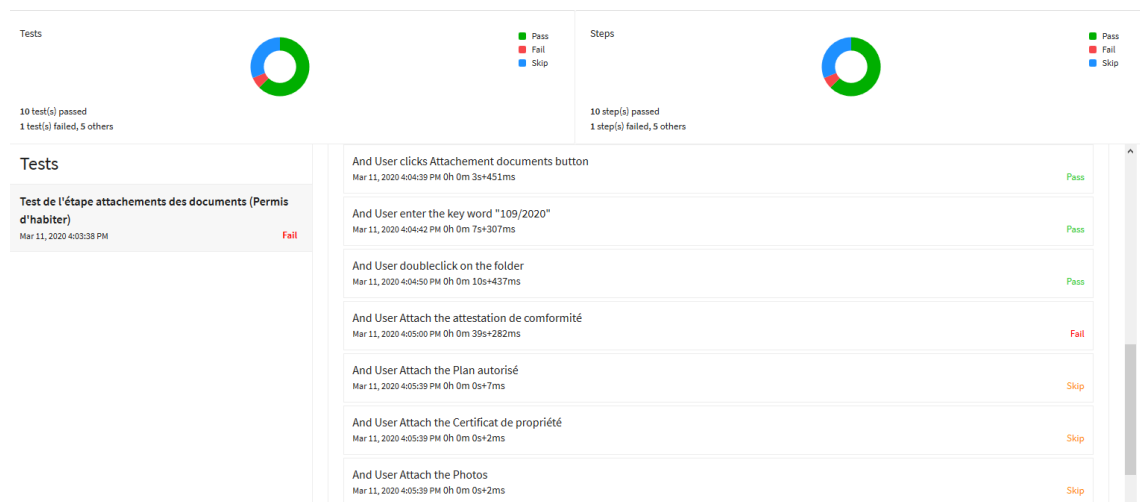 Tests
Pass
Fail
Skip
10 test(s) passed
1 test(s) failed, 5 others
Steps
Pass
Fail
Skip
10 step(s) passed
1 step(s) failed, 5 others
Tests
Test de l'étape attachements des documents (Permis
d'habiter)
Mar 11, 2020 4:03:38 PM Fail
And User clicks Attachement documents button
Mar 11, 2020 4:04:39 PM 0h 0m 3s+451ms Pass
And User enter the key word "109/2020"
Mar 11, 2020 4:04:42 PM 0h 0m 7s+307ms Pass
And User doubleclick on the folder
Mar 11, 2020 4:04:50 PM 0h 0m 10s+437ms Pass
And User Attach the attestation de comformité
Mar 11, 2020 4:05:00 PM 0h 0m 39s+282ms Fail
And User Attach the Plan autorisé
Mar 11, 2020 4:05:39 PM 0h 0m 0s+7ms Skip
And User Attach the Certificat de propriété
Mar 11, 2020 4:05:39 PM 0h 0m 0s+2ms Skip
And User Attach the Photos
Mar 11, 2020 4:05:39 PM 0h 0m 0s+2ms Skip